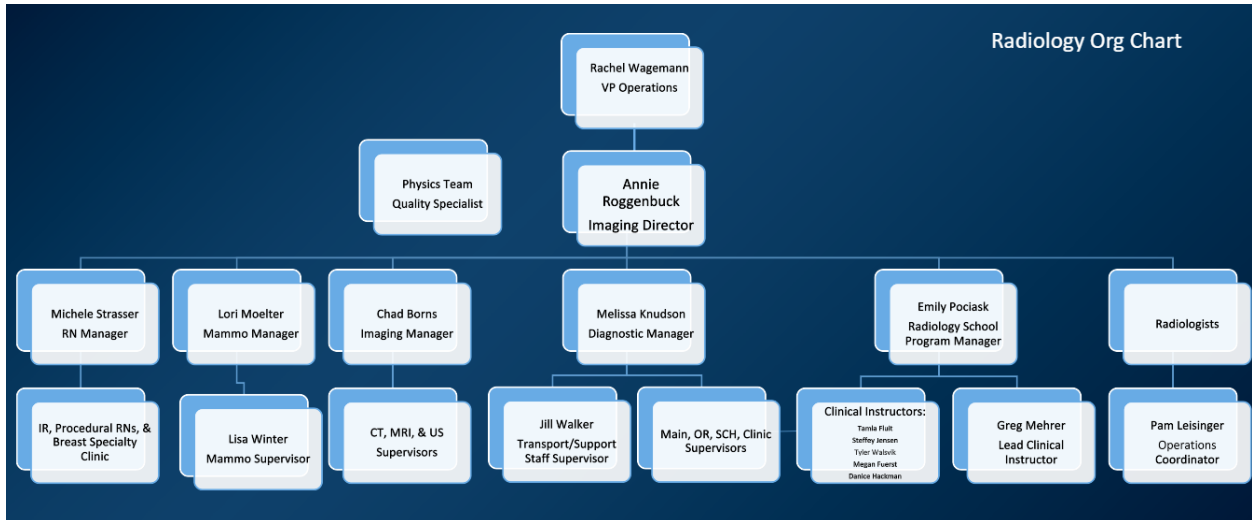 Radiology Org Chart
Rachel Wagemann
VP Operations
Physics Team
Quality Specialist
Annie
Roggenbuck
Imaging Director
Michele Strasser
RN Manager
Lori Moelter
Mammo Manager
Chad Borns
Imaging Manager
Melissa Knudson
Diagnostic Manager
Emily Pociask
Radiology School
Program Manager
Radiologists
IR, Procedural RNs, &
Breast Specialty
Clinic
Lisa Winter
Mammo Supervisor
CT, MRI, & US
Supervisors
Jill Walker
Transport/Support
Staff Supervisor
Main, OR, SCH, Clinic
Supervisors
Clinical Instructors:
Tamla Fluit
Steffey Jensen
Tyler Walsvik
Megan Fuerst
Danice Hackman
Greg Mehrer
Lead Clinical
Instructor
Pam Leisinger
Operations
Coordinator